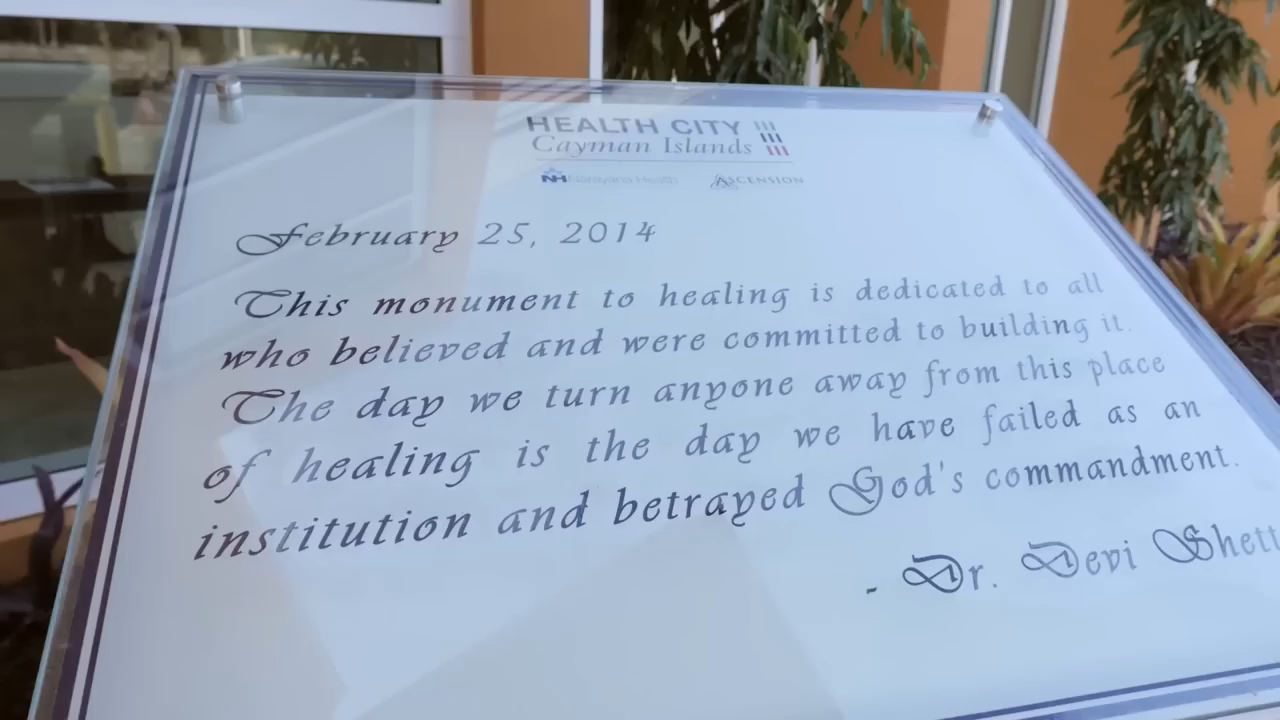 HEALTH CITY
Cayman Islands
NH Narayana Health ASCENSION
February 25, 2014
This monument to healing is dedicated to all
who believed and were committed to building it.
The day we turn anyone away from this place
of healing is the day we have failed as an
institution and betrayed God's commandment.
- Dr. Devi Shett